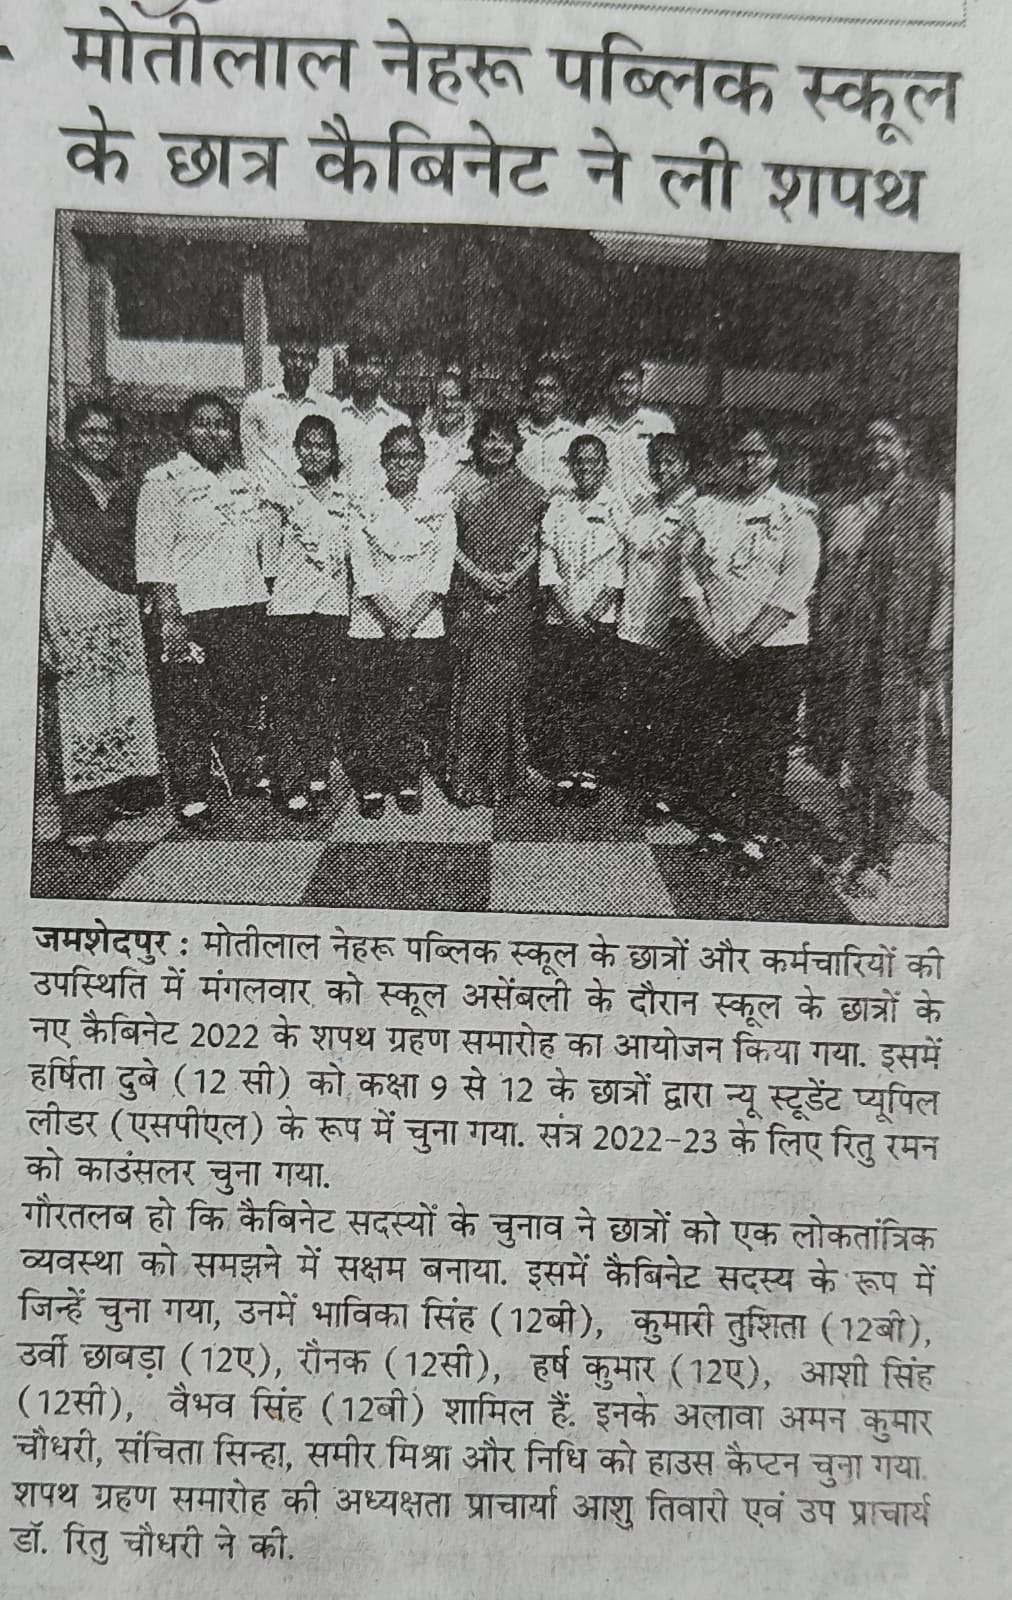 मोतीलाल नेहरू पब्लिक स्कूल
के छात्र कैबिनेट ने ली शपथ
जमशेदपुर : मोतीलाल नेहरू पब्लिक स्कूल के छात्रों और कर्मचारियों की
उपस्थिति में मंगलवार को स्कूल असेंबली के दौरान स्कूल के छात्रों के
नए कैबिनेट 2022 के शपथ ग्रहण समारोह का आयोजन किया गया. इसमें
हर्षिता दुबे (12 सी) को कक्षा 9 से 12 के छात्रों द्वारा न्यू स्टूडेंट प्यूपिल
लीडर (एसपीएल) के रूप में चुना गया. संत्र 2022-23 के लिए रितु रमन
को काउंसलर चुना गया.
गौरतलब हो कि कैबिनेट सदस्यों के चुनाव ने छात्रों को एक लोकतांत्रिक
व्यवस्था को समझने में सक्षम बनाया. इसमें कैबिनेट सदस्य के रूप में
जिन्हें चुना गया, उनमें भाविका सिंह (12बी), कुमारी तुशिता (12बी),
उर्वी छाबड़ा (12ए), रौनक (12सी), हर्ष कुमार (12ए), आशी सिंह
(12सी), वैभव सिंह (12बी) शामिल हैं. इनके अलावा अमन कुमार
चौधरी, संचिता सिन्हा, समीर मिश्रा और निधि को हाउस कैप्टन चुना गया.
शपथ ग्रहण समारोह की अध्यक्षता प्राचार्या आशु तिवारी एवं उप प्राचार्य
डॉ. रितु चौधरी ने की.